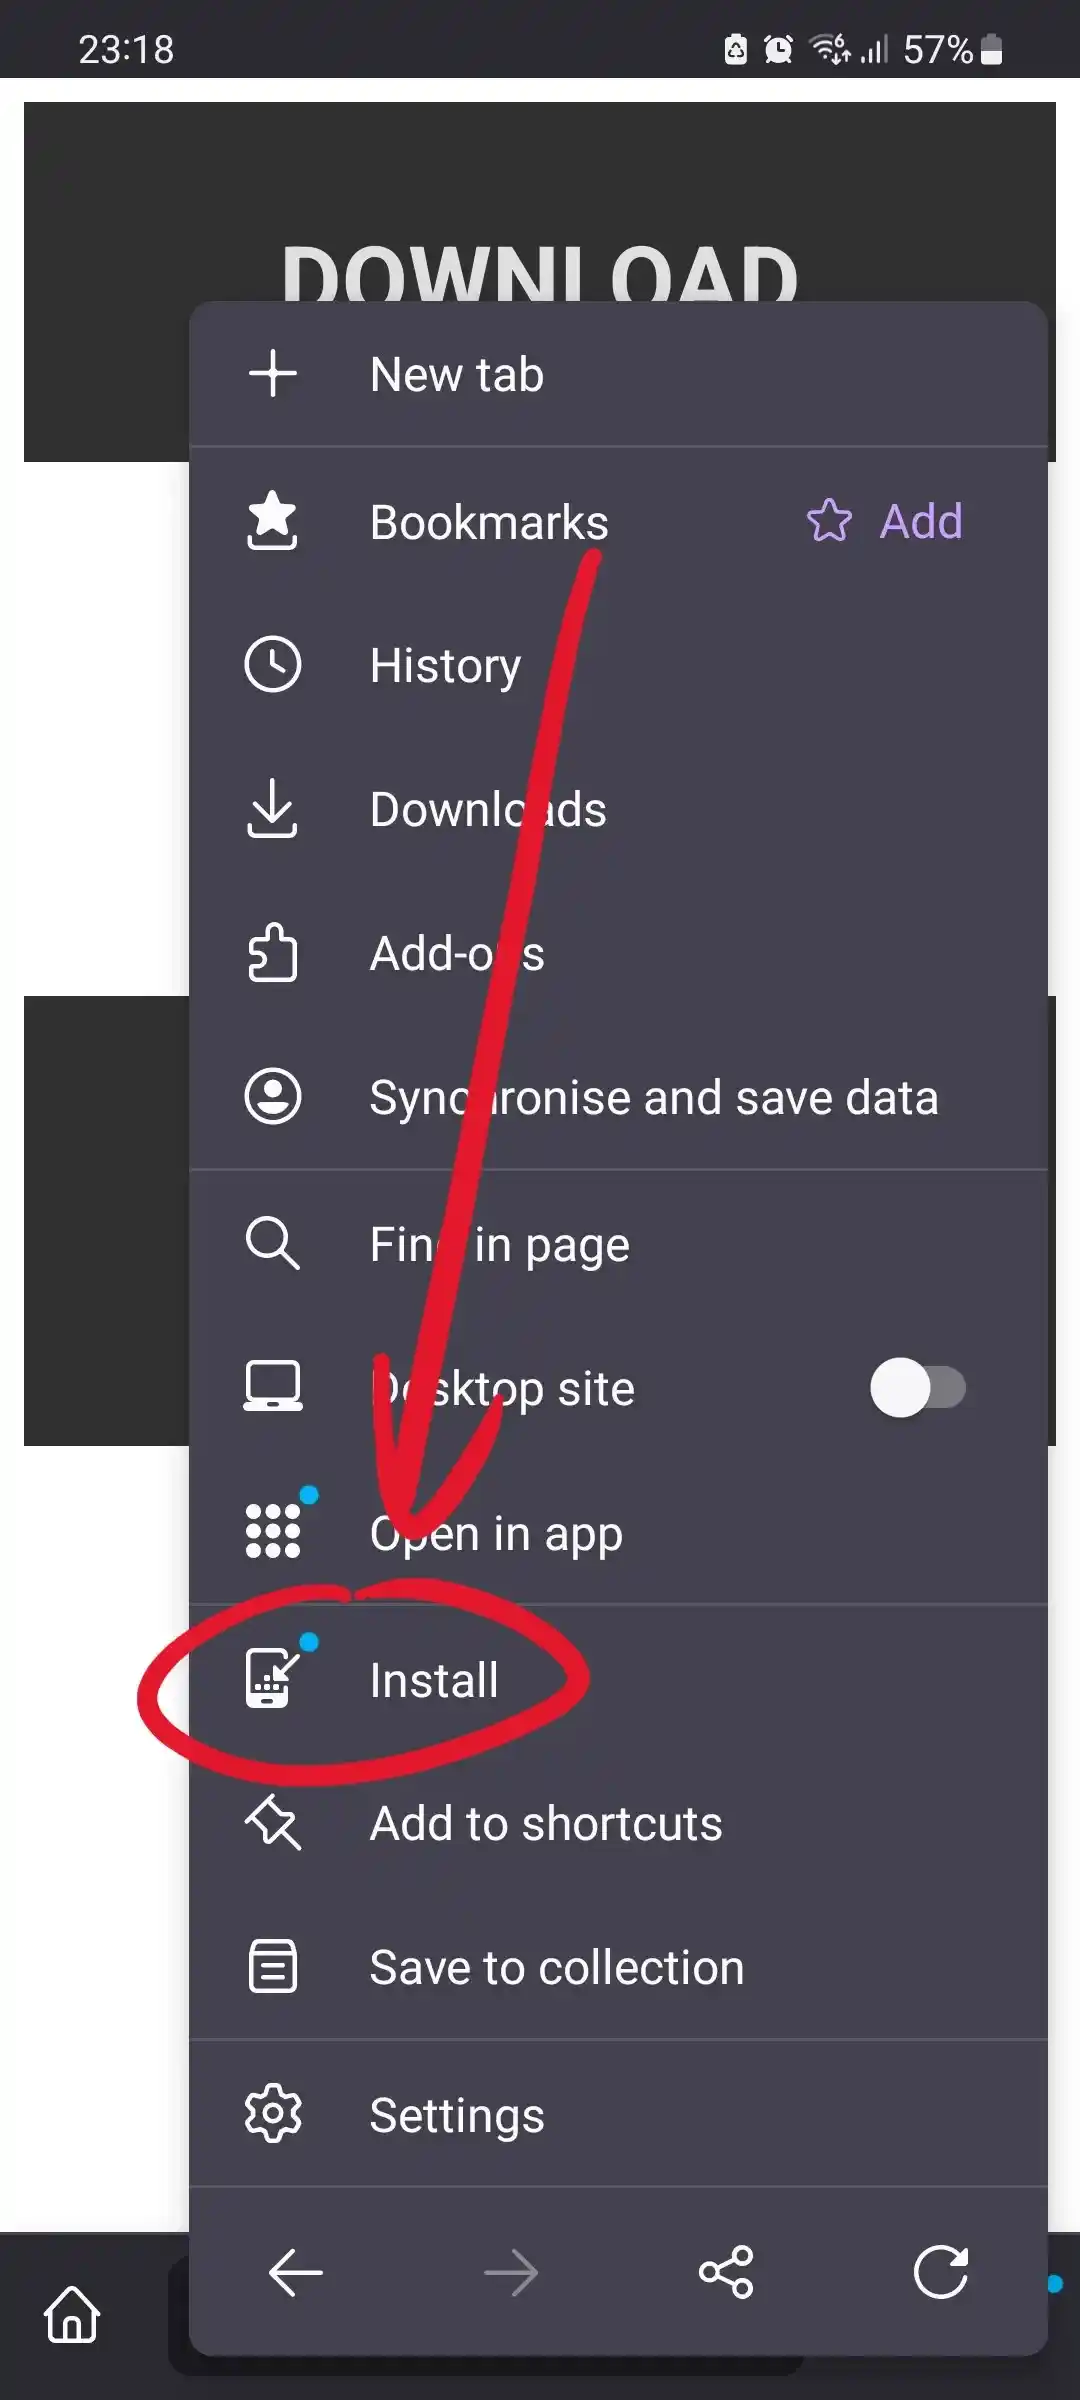 23:18
6
57%
DOWNLOAD
New tab
Bookmarks
Add
History
Downloads
Add-ons
Synchronise and save data
Find in page
Desktop site
Open in app
Install
Add to shortcuts
Save to collection
Settings